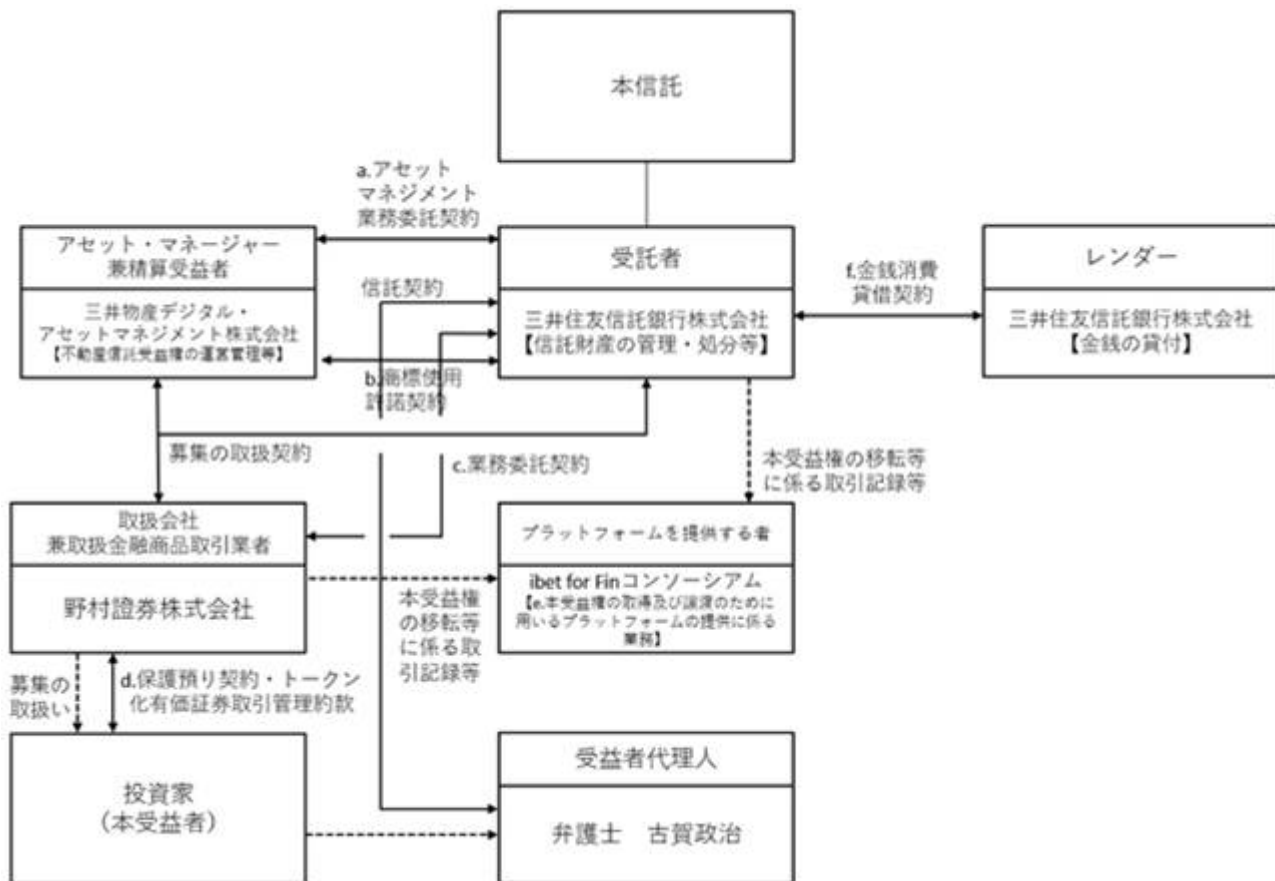 本信託
a.アセット
マネジメント
業務委託契約
アセット・マネージャー
兼精算受益者
三井物産デジタル・
アセットマネジメント株式会社
【不動産信託受益権の運営管理等】
信託契約
b.商標使用
許諾契約
受託者
三井住友信託銀行株式会社
【信託財産の管理・処分等】
f.金銭消費
貸借契約
レンダー
三井住友信託銀行株式会社
【金銭の貸付】
募集の取扱契約
c.業務委託契約
本受益権の移転等
に係る取引記録等
取扱会社
兼取扱金融商品取引業者
野村證券株式会社
本受益権
の移転等
に係る取
引記録等
プラットフォームを提供する者
ibet for Finコンソーシアム
【e.本受益権の取得及び譲渡のために
用いるプラットフォームの提供に係る
業務】
募集の
取扱い
d.保護預り契約・トークン
化有価証券取引管理約款
投資家
（本受益者）
受益者代理人
弁護士　古賀政治